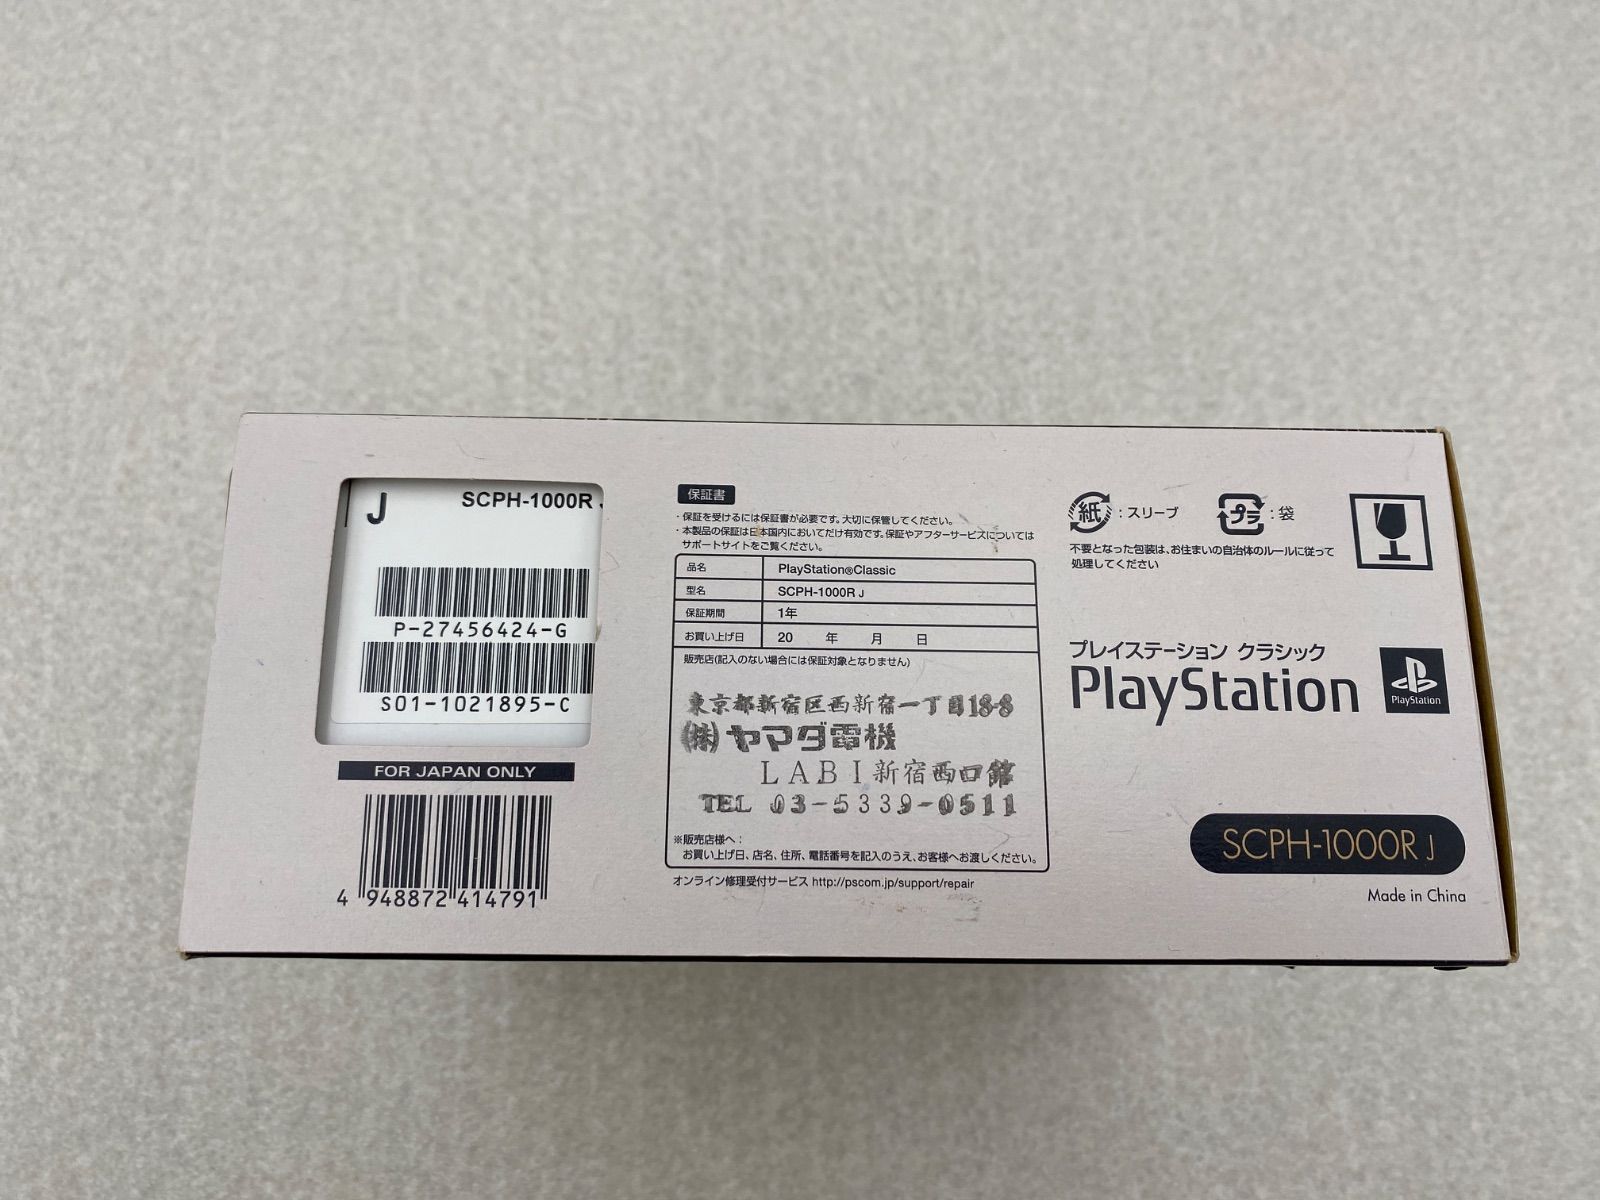 J
SCPH-1000R J
P-27456424-G
S01-1021895-C
FOR JAPAN ONLY
4 948872 414791
保証書
・保証を受けるには保証書が必要です。大切に保管してください。
・本製品の保証は日本国内においてだけ有効です。保証やアフターサービスについては
サポートサイトをご覧ください。
品名 PlayStation®Classic
型名 SCPH-1000R J
保証期間 1年
お買い上げ日 20 年 月 日
販売店(記入のない場合には保証対象となりません)
東京都新宿区西新宿一丁目18-8
(株)ヤマダ電機
LABI新宿西口館
TEL 03-5339-0511
※販売店様へ：
お買い上げ日、店名、住所、電話番号を記入のうえ、お客様へお渡しください。
オンライン修理受付サービス http://pscom.jp/support/repair
紙：スリーブ プラ：袋
不要となった包装は、お住まいの自治体のルールに従って
処理してください
プレイステーション クラシック
PlayStation
PlayStation
SCPH-1000R J
Made in China